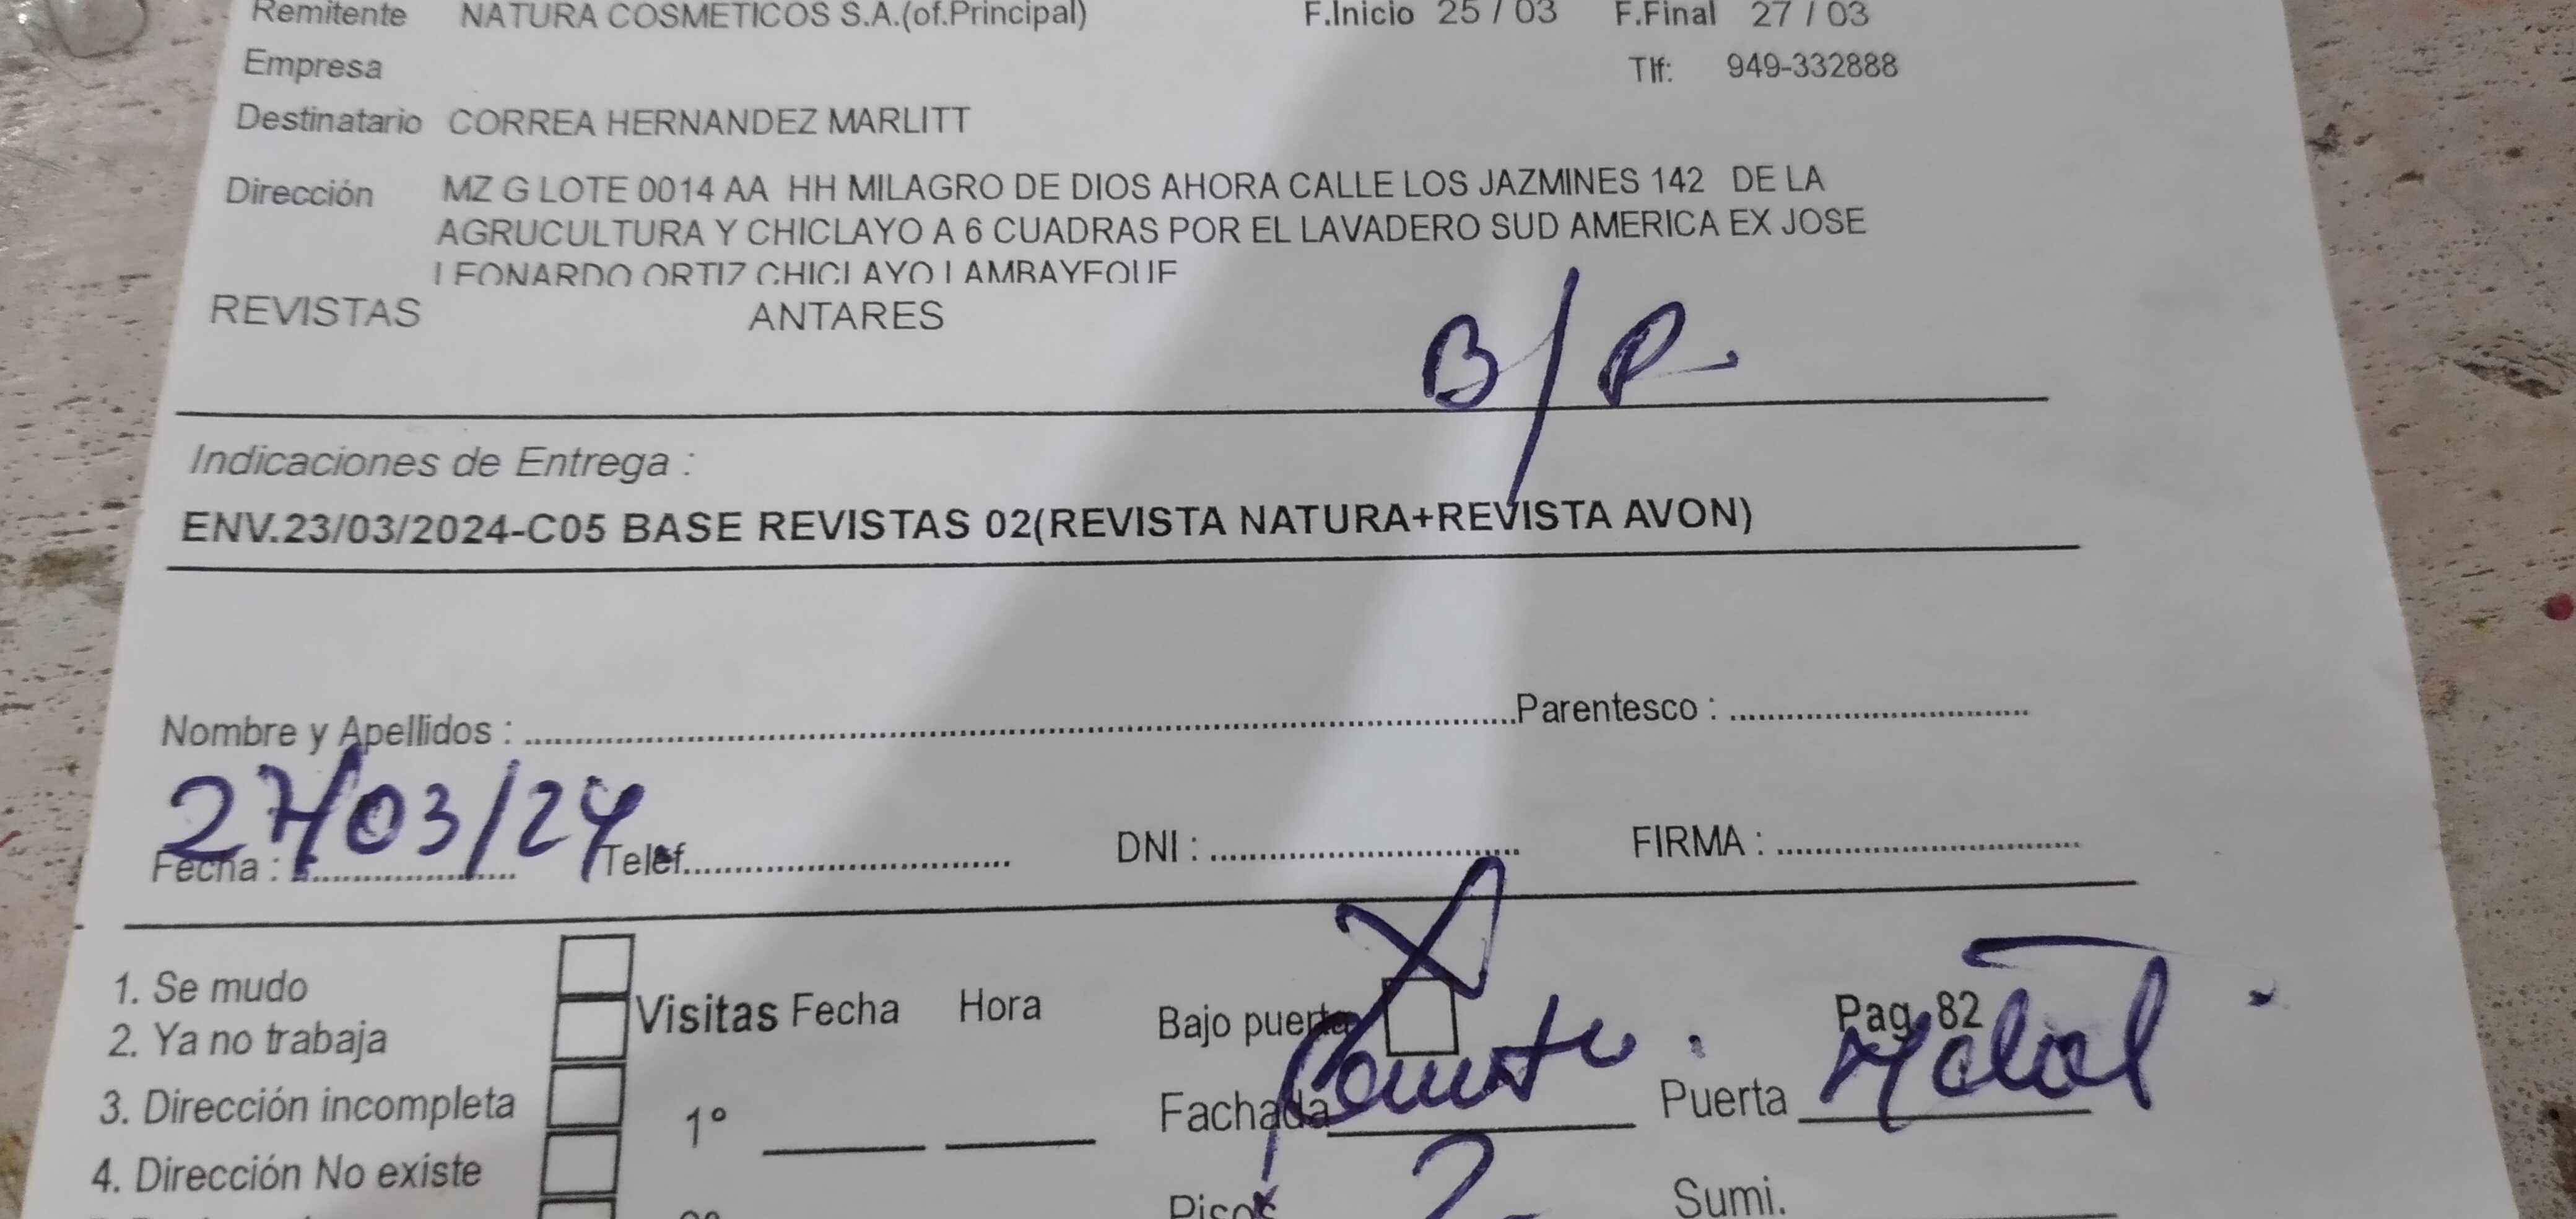 Remitente NATURA COSMETICOS S.A.(of.Principal) F.Inicio 25 / 03 F.Final 27 / 03
Empresa Tlf: 949-332888
Destinatario CORREA HERNANDEZ MARLITT
Dirección MZ G LOTE 0014 AA HH MILAGRO DE DIOS AHORA CALLE LOS JAZMINES 142 DE LA
AGRUCULTURA Y CHICLAYO A 6 CUADRAS POR EL LAVADERO SUD AMERICA EX JOSE
LEONARDO ORTIZ CHICLAYO LAMBAYEQUE
REVISTAS ANTARES
B/P
Indicaciones de Entrega :
ENV.23/03/2024-C05 BASE REVISTAS 02(REVISTA NATURA+REVISTA AVON)
Nombre y Apellidos : Parentesco :
27/03/24
Fecha : Telef. DNI : FIRMA :
1. Se mudo
Visitas Fecha Hora Bajo puerta X Pag. 82
2. Ya no trabaja
3. Dirección incompleta 1° Fachada Puerta Metal
4. Dirección No existe
Pisos 2 Sumi.